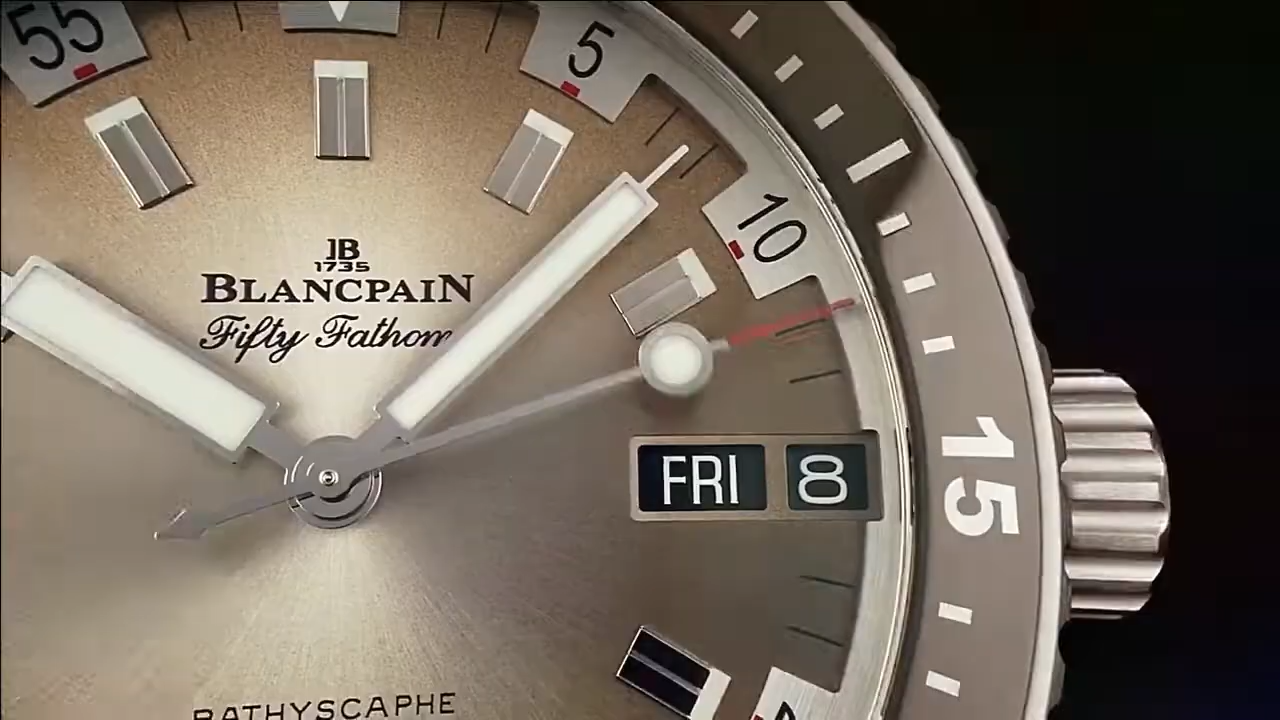 55
5
10
JB
1735
BLANCPAIN
Fifty Fathom
FRI 8
15
BATHYSCAPHE